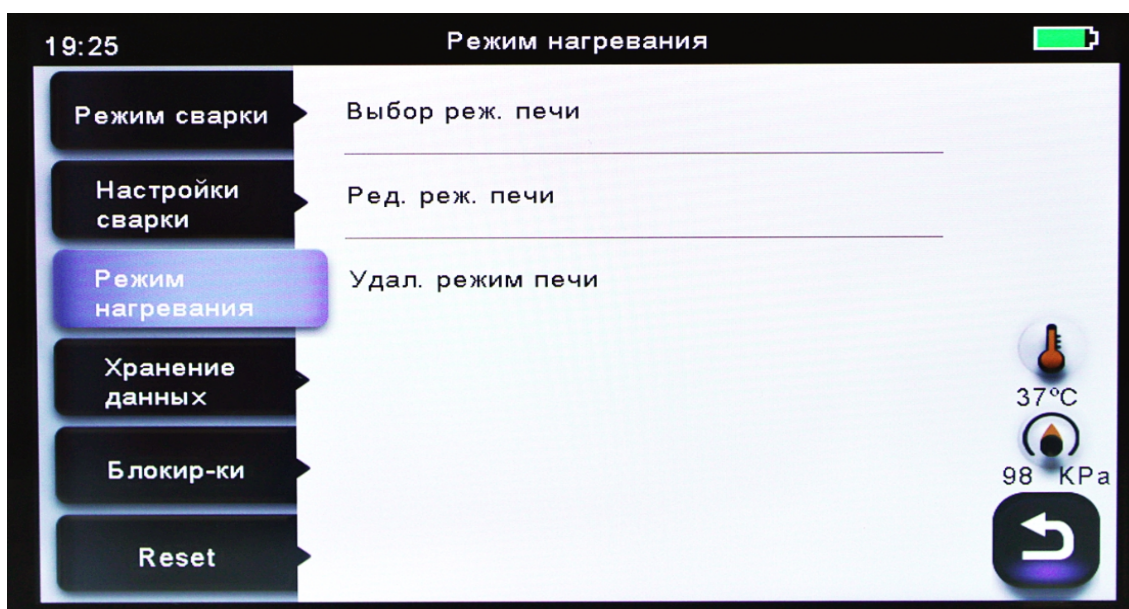 19:25
Режим нагревания
Режим сварки
Выбор реж. печи
Настройки
сварки
Ред. реж. печи
Режим
нагревания
Удал. режим печи
Хранение
данных
37°C
Блокир-ки
98 KPa
Reset